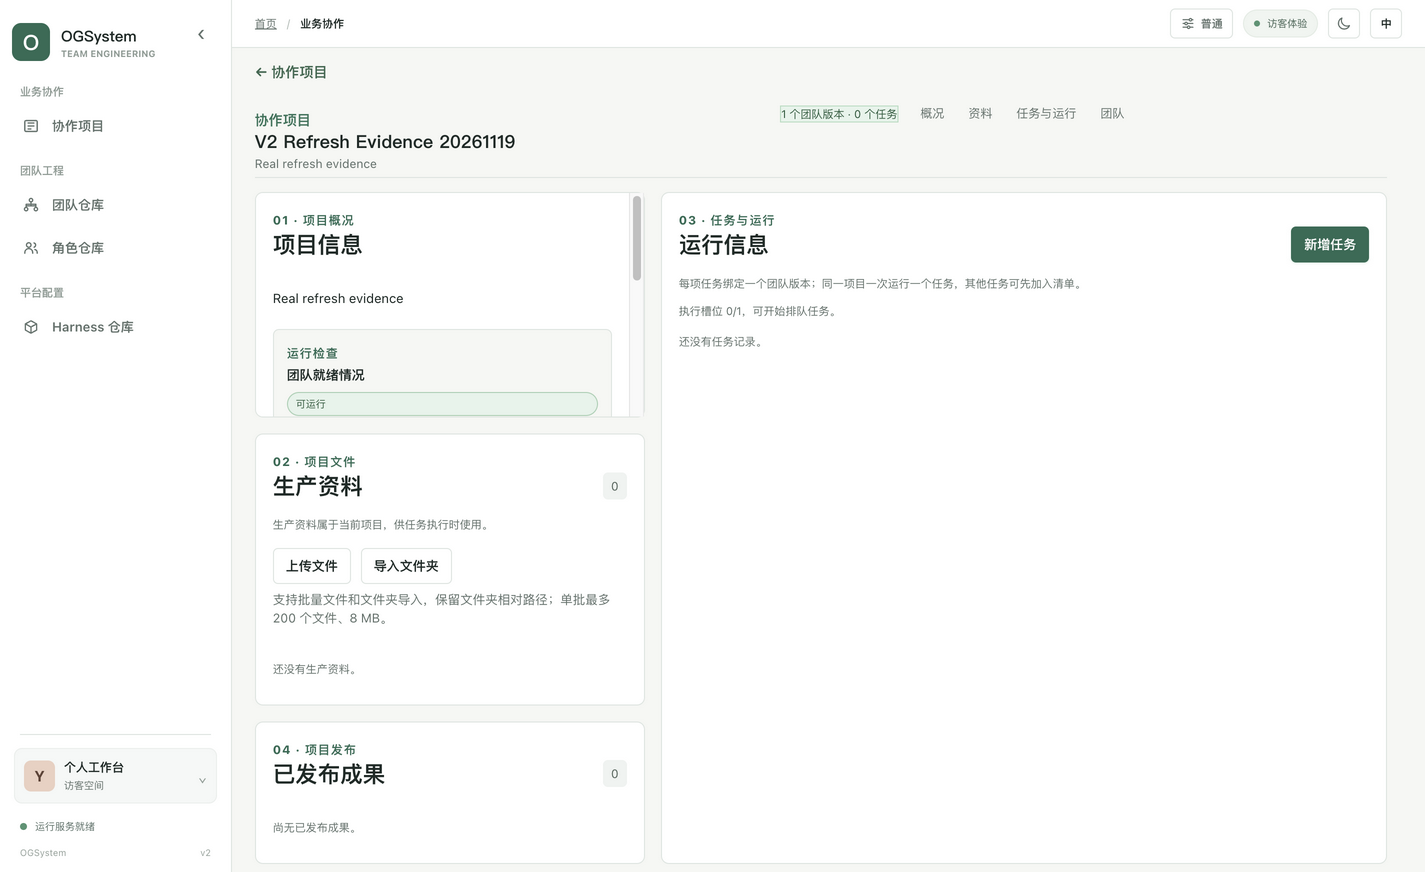 O
OGSystem
TEAM ENGINEERING
业务协作
协作项目
团队工程
团队仓库
角色仓库
平台配置
Harness 仓库
Y
个人工作台
访客空间
运行服务就绪
OGSystem
v2
首页 / 业务协作
普通
访客体验
中
← 协作项目
协作项目
V2 Refresh Evidence 20261119
Real refresh evidence
1 个团队版本 · 0 个任务
概况
资料
任务与运行
团队
01 · 项目概况
项目信息
Real refresh evidence
运行检查
团队就绪情况
可运行
02 · 项目文件
生产资料
0
生产资料属于当前项目，供任务执行时使用。
上传文件
导入文件夹
支持批量文件和文件夹导入，保留文件夹相对路径；单批最多
200 个文件、8 MB。
还没有生产资料。
04 · 项目发布
已发布成果
0
尚无已发布成果。
03 · 任务与运行
运行信息
新增任务
每项任务绑定一个团队版本；同一项目一次运行一个任务，其他任务可先加入清单。
执行槽位 0/1，可开始排队任务。
还没有任务记录。